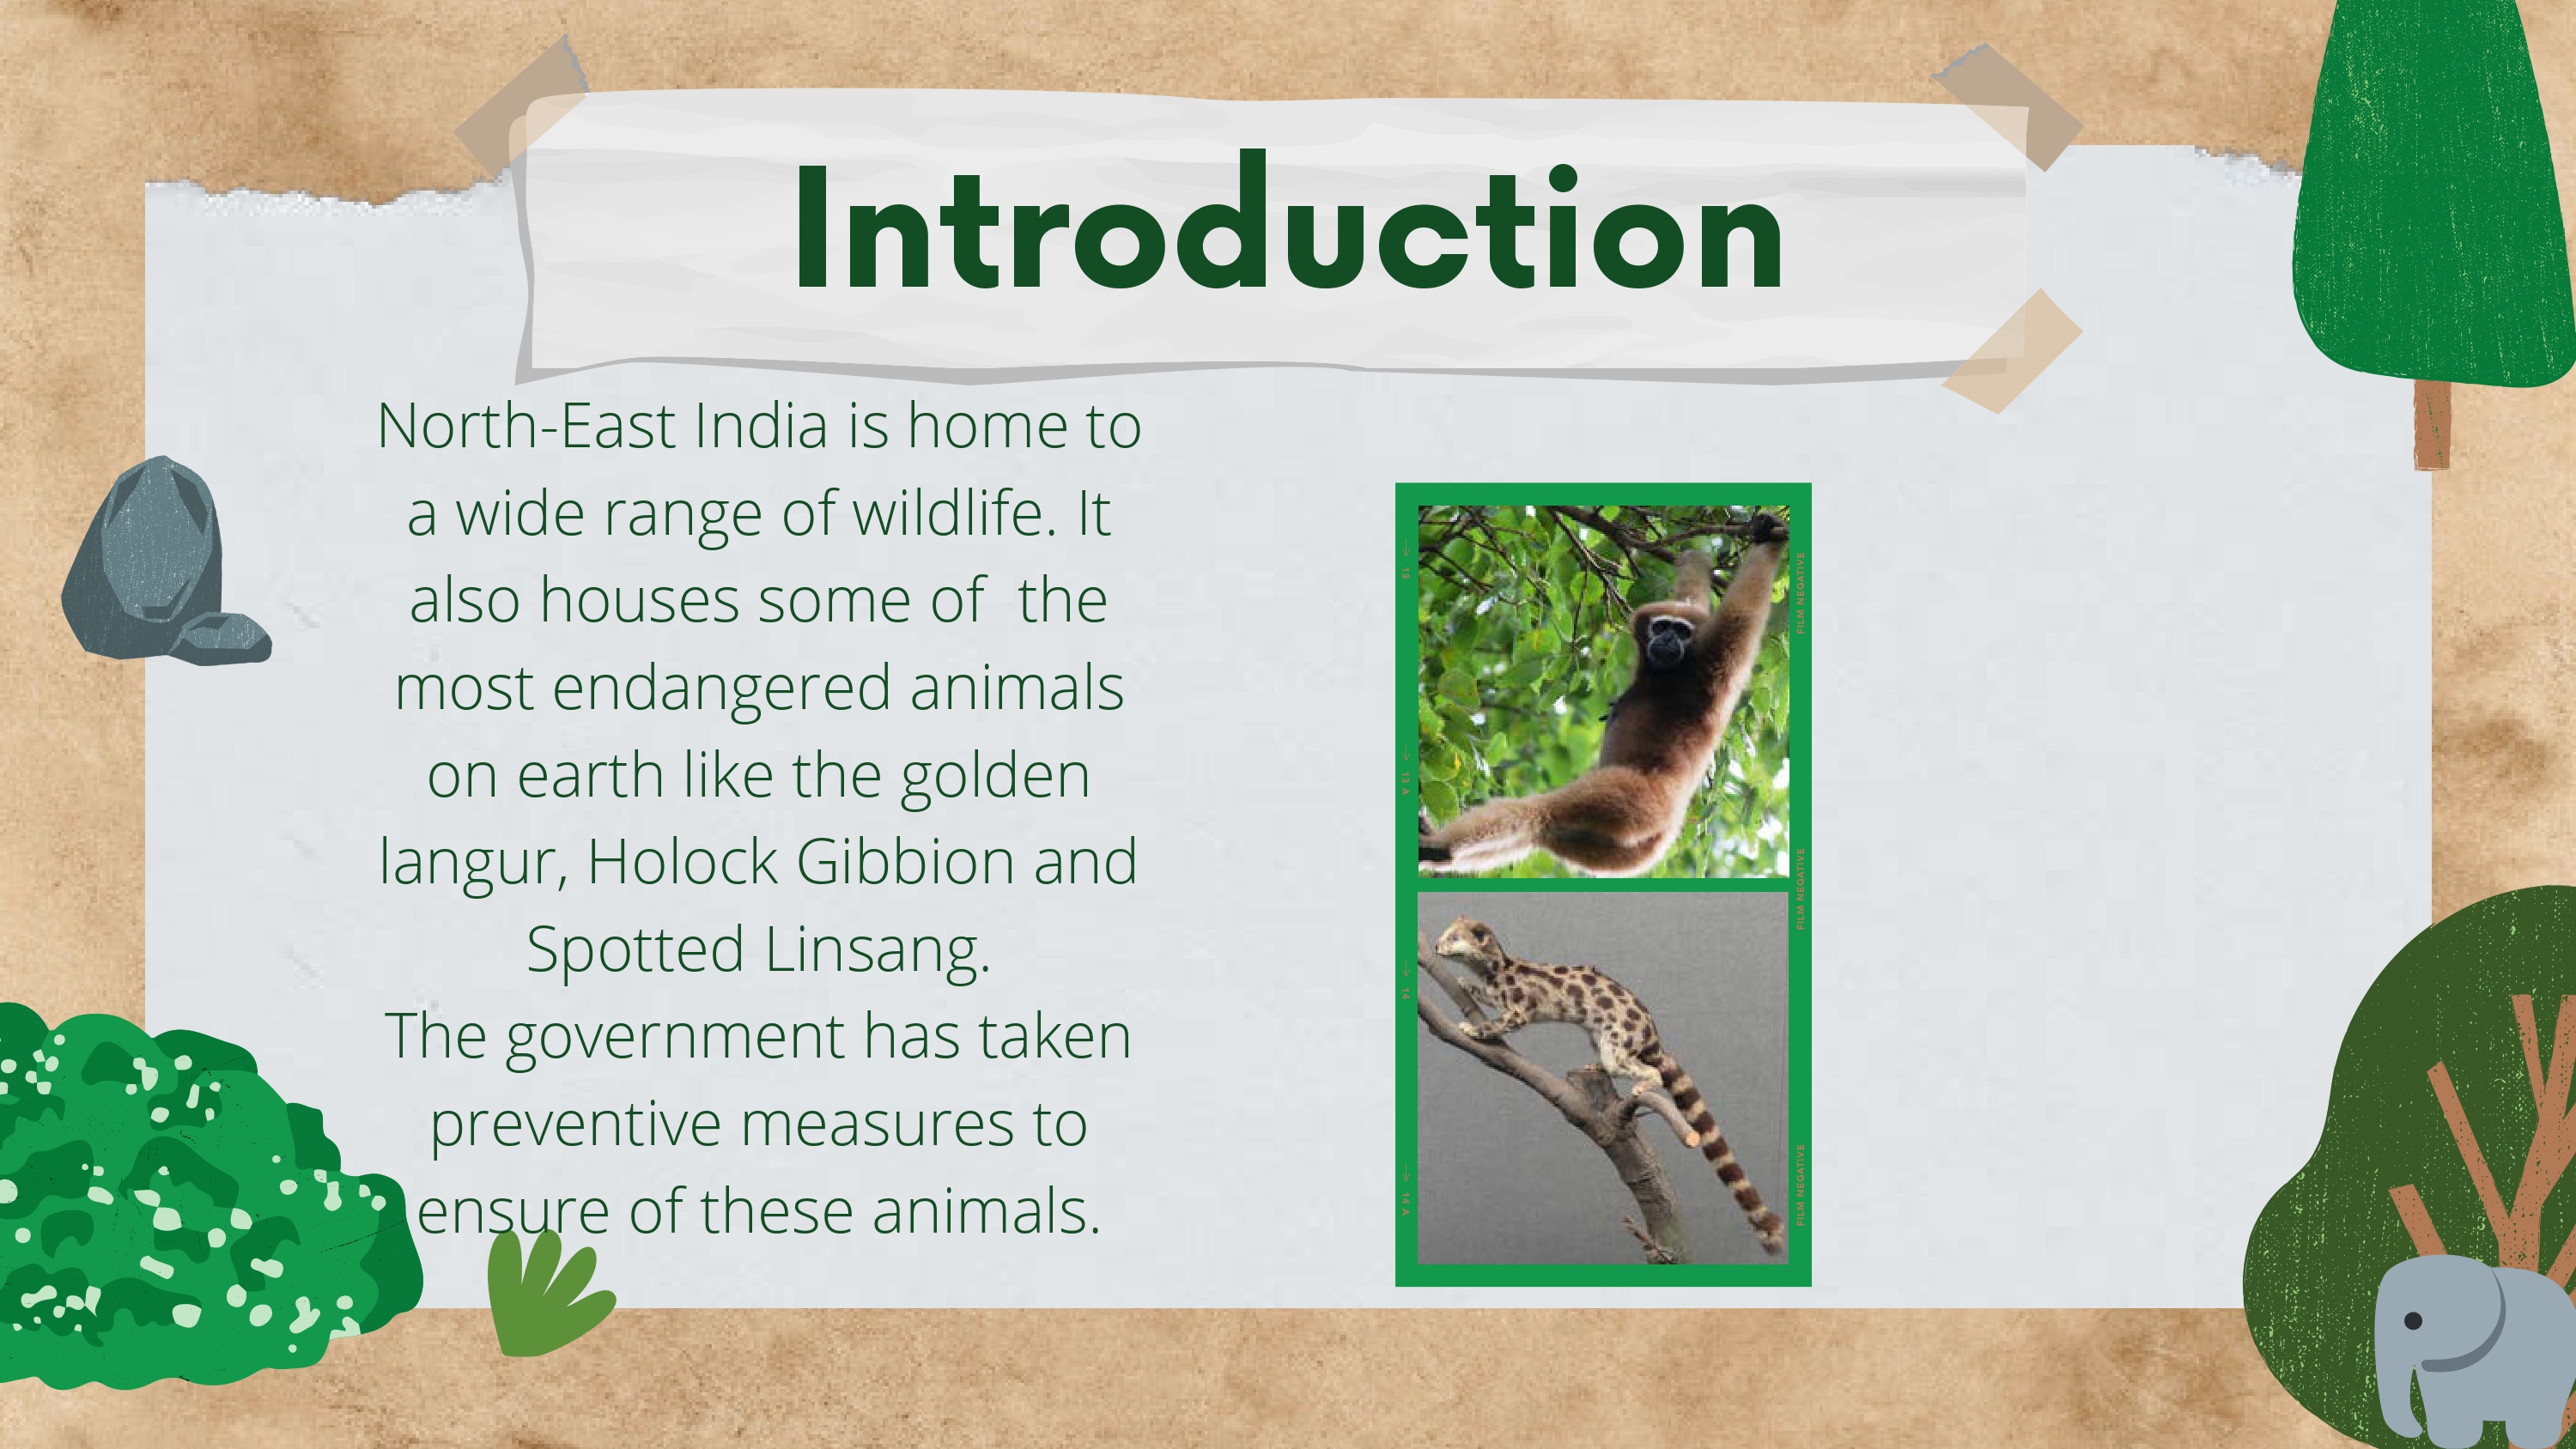 Introduction
North-East India is home to
a wide range of wildlife. It
also houses some of  the
most endangered animals
on earth like the golden
langur, Holock Gibbion and
Spotted Linsang.
The government has taken
preventive measures to
ensure of these animals.
13
13 A
14
14 A
FILM NEGATIVE
FILM NEGATIVE
FILM NEGATIVE